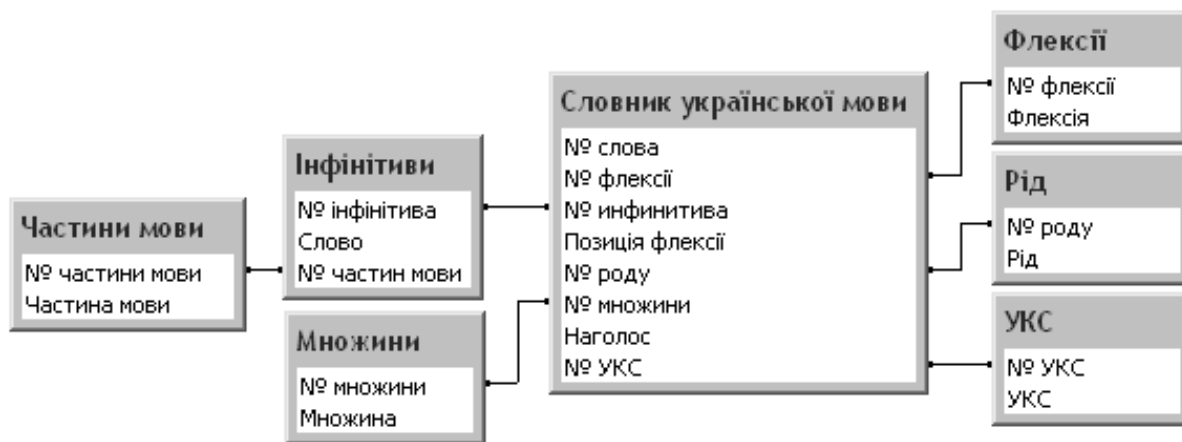 Частини мови
№ частини мови
Частина мови
Інфінітиви
№ інфінітива
Слово
№ частин мови
Множини
№ множини
Множина
Словник української мови
№ слова
№ флексії
№ инфинитива
Позиція флексії
№ роду
№ множини
Наголос
№ УКС
Флексії
№ флексії
Флексія
Рід
№ роду
Рід
УКС
№ УКС
УКС